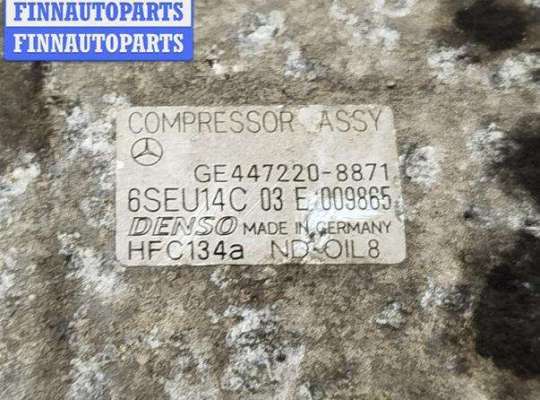 FINNAUTOPARTS
FINNAUTOPARTS
COMPRESSOR ASSY
GE447220-8871
6SEU14C 03 E 009865
DENSO MADE IN GERMANY
HFC134a ND-OIL8